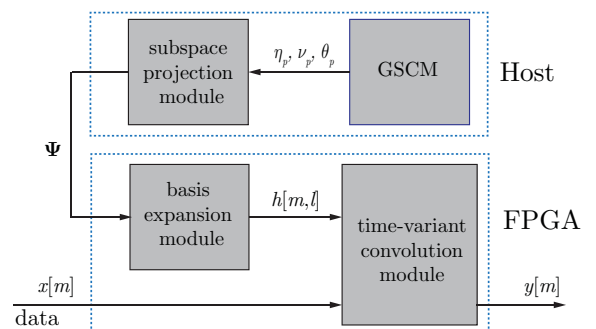 subspace
projection
module
η_p, ν_p, θ_p
GSCM
Host
Ψ
basis
expansion
module
h[m,l]
time-variant
convolution
module
FPGA
x[m]
data
y[m]